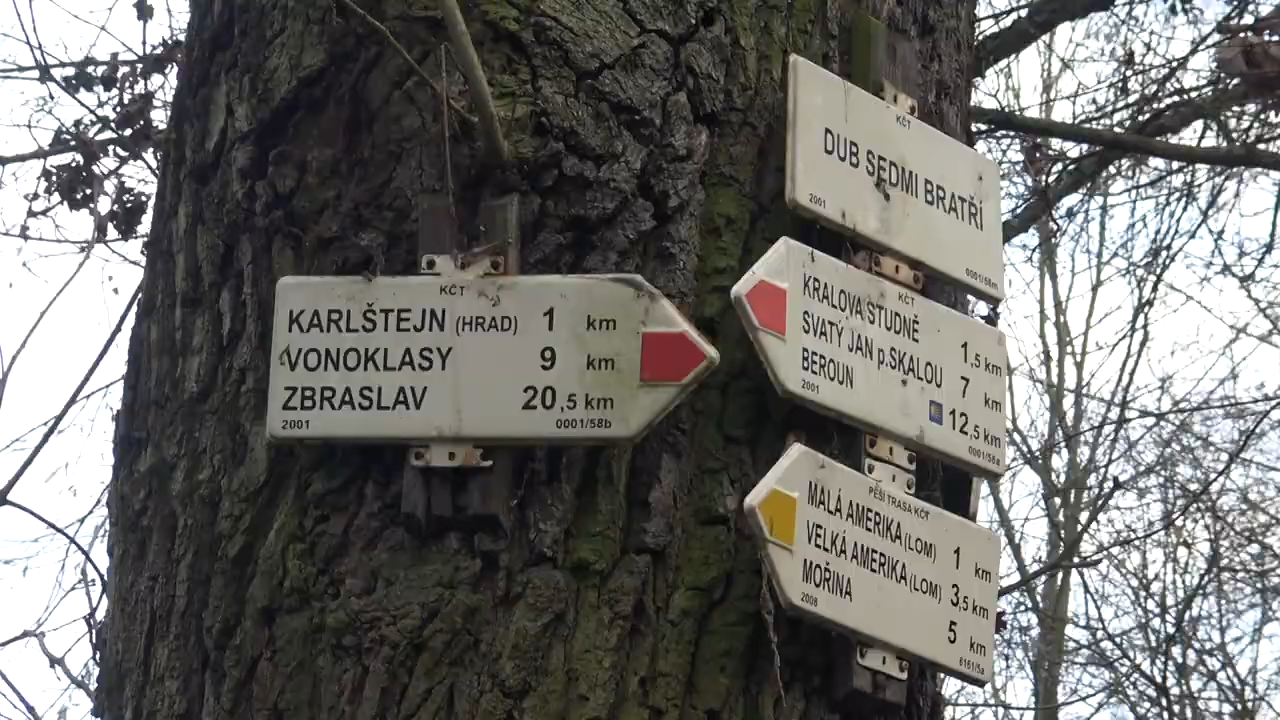 KČT
KARLŠTEJN (HRAD) 1 km
VONOKLASY 9 km
ZBRASLAV 20,5 km
2001 0001/58b
KČT
DUB SEDMI BRATŘÍ
2001 0001/58m
KČT
KRALOVA STUDNĚ 1,5 km
SVATÝ JAN p.SKALOU 7 km
BEROUN 12,5 km
2001 0001/58a
PĚŠÍ TRASA KČT
MALÁ AMERIKA (LOM) 1 km
VELKÁ AMERIKA (LOM) 3,5 km
MOŘINA 5 km
2008 6161/5a